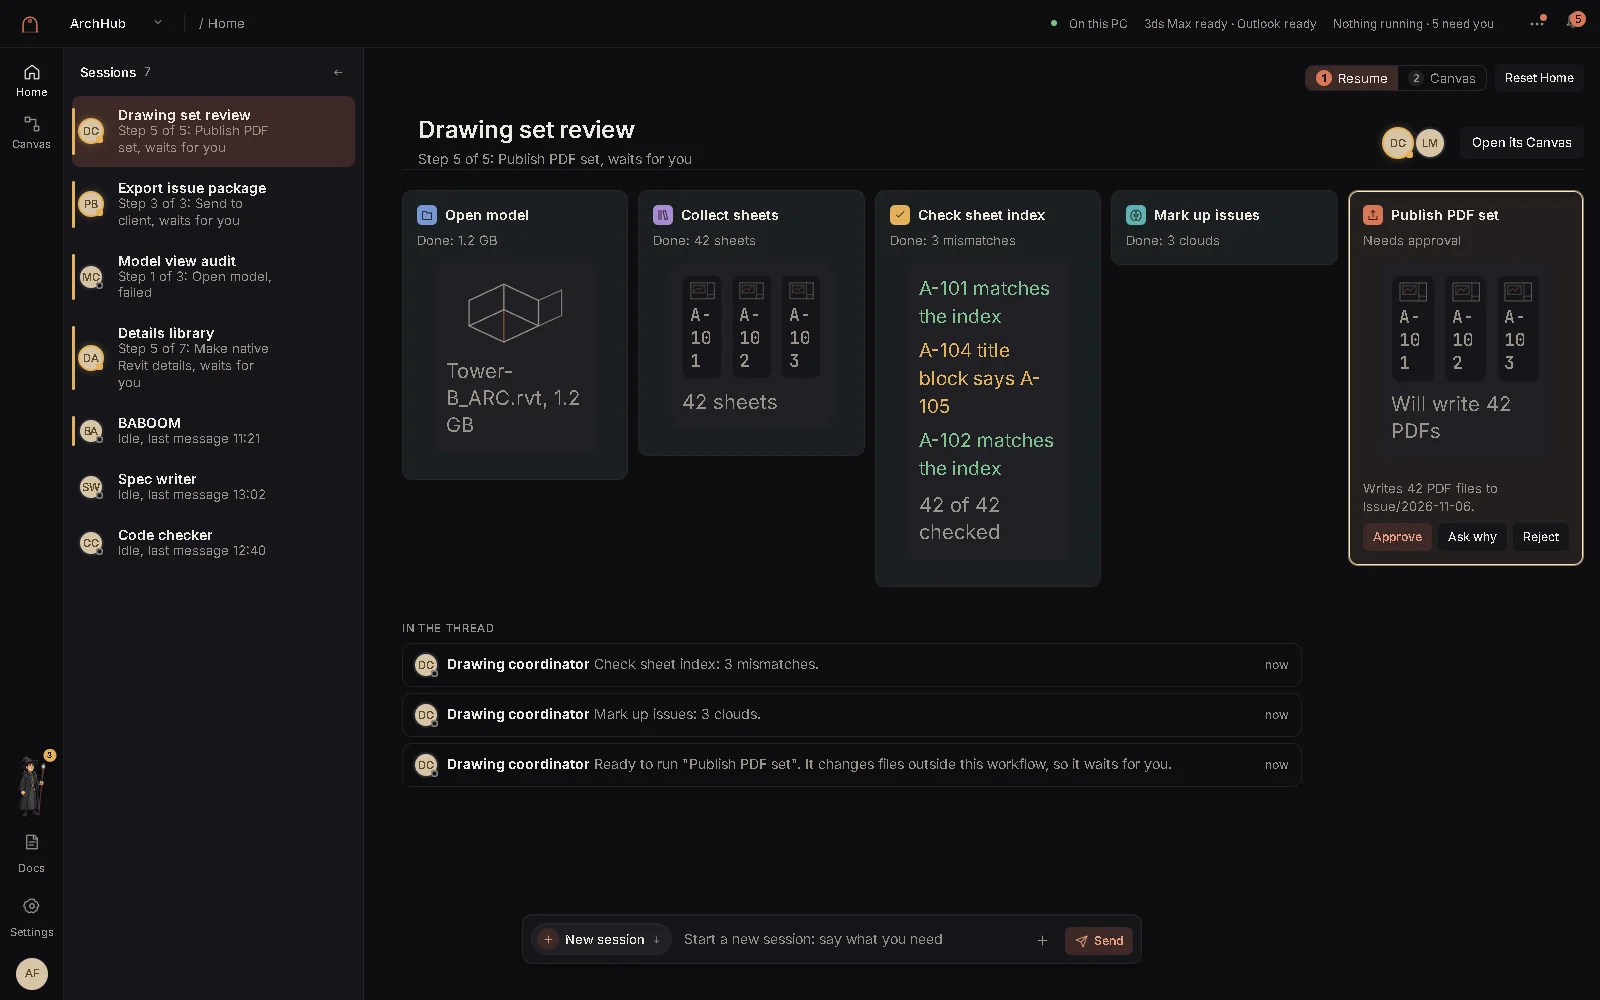 ArchHub
/ Home
On this PC
3ds Max ready · Outlook ready
Nothing running · 5 need you
5
Home
Canvas
3
Docs
Settings
AF
Sessions 7
DC
Drawing set review
Step 5 of 5: Publish PDF
set, waits for you
PB
Export issue package
Step 3 of 3: Send to
client, waits for you
MC
Model view audit
Step 1 of 3: Open model,
failed
DA
Details library
Step 5 of 7: Make native
Revit details, waits for
you
BA
BABOOM
Idle, last message 11:21
SW
Spec writer
Idle, last message 13:02
CC
Code checker
Idle, last message 12:40
1 Resume
2 Canvas
Reset Home
Drawing set review
Step 5 of 5: Publish PDF set, waits for you
DC
LM
Open its Canvas
Open model
Done: 1.2 GB
Tower-
B_ARC.rvt, 1.2
GB
Collect sheets
Done: 42 sheets
A-
10
1
A-
10
2
A-
10
3
42 sheets
Check sheet index
Done: 3 mismatches
A-101 matches
the index
A-104 title
block says A-
105
A-102 matches
the index
42 of 42
checked
Mark up issues
Done: 3 clouds
Publish PDF set
Needs approval
A-
10
1
A-
10
2
A-
10
3
Will write 42
PDFs
Writes 42 PDF files to
Issue/2026-11-06.
Approve
Ask why
Reject
IN THE THREAD
DC
Drawing coordinator Check sheet index: 3 mismatches.
now
DC
Drawing coordinator Mark up issues: 3 clouds.
now
DC
Drawing coordinator Ready to run "Publish PDF set". It changes files outside this workflow, so it waits for you.
now
+ New session ↓
Start a new session: say what you need
+
Send